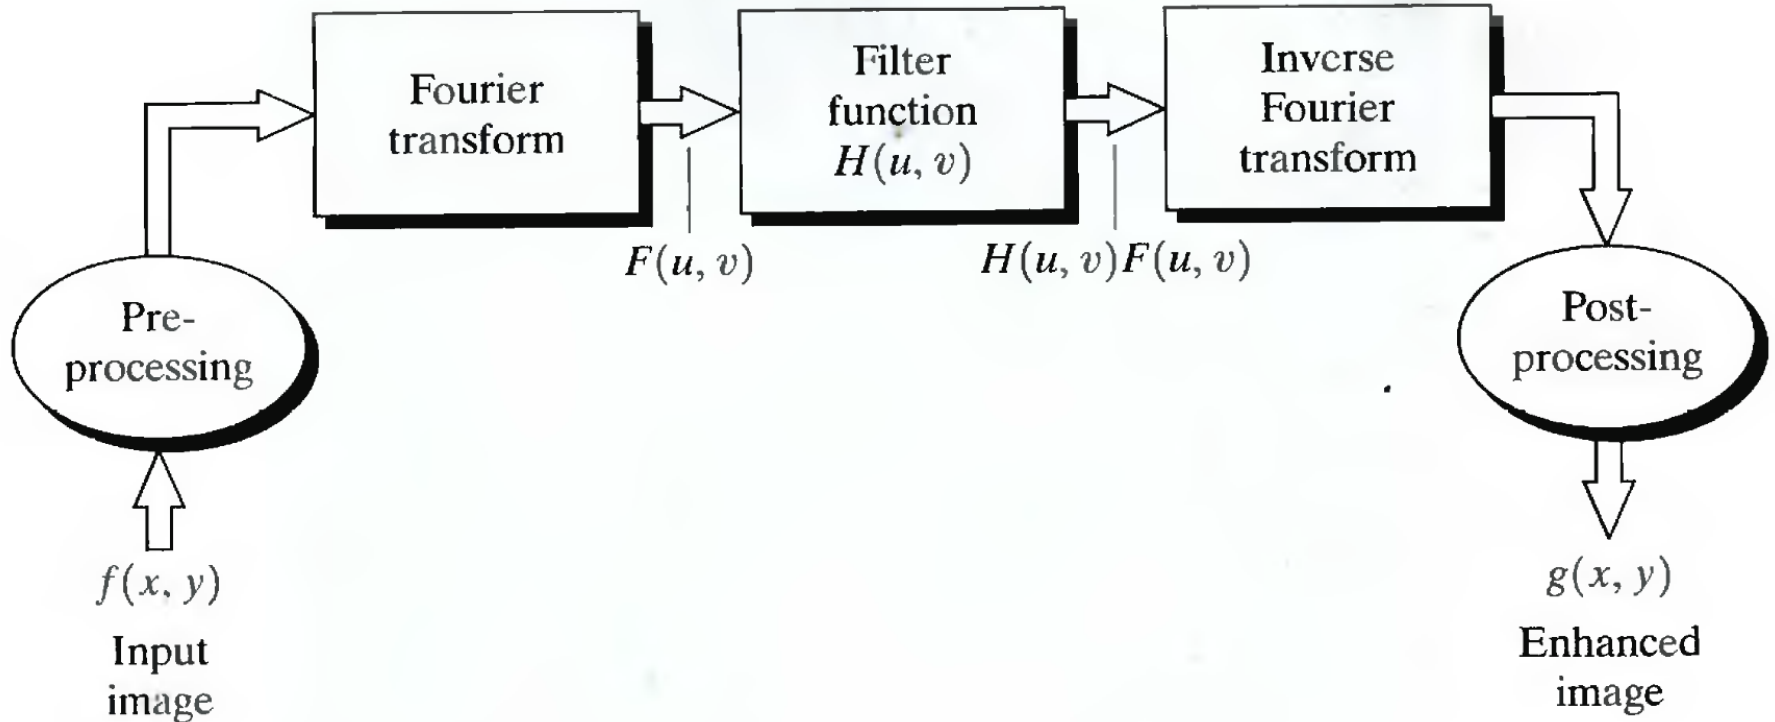 Fourier
transform
Filter
function
H(u, v)
Inverse
Fourier
transform
F(u, v)
H(u, v)F(u, v)
Pre-
processing
Post-
processing
f(x, y)
Input
image
g(x, y)
Enhanced
image